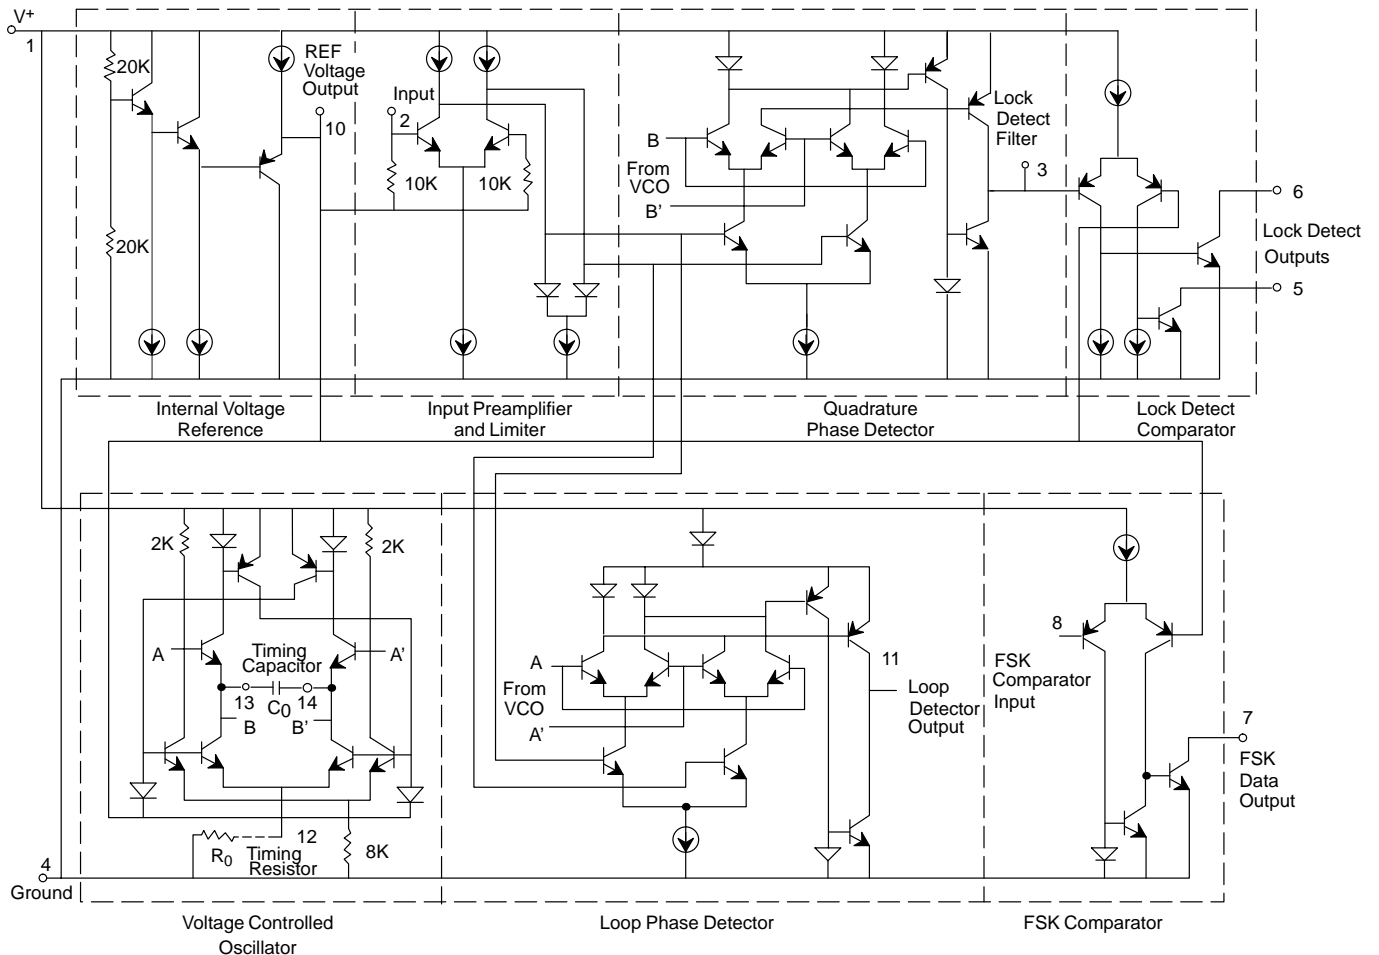 V+
1
20K
20K
REF
Voltage
Output
10
Input
2
10K
10K
B
From
VCO
B'
Lock
Detect
Filter
3
6
Lock Detect
Outputs
5
Internal Voltage
Reference
Input Preamplifier
and Limiter
Quadrature
Phase Detector
Lock Detect
Comparator
2K
2K
A
Timing
Capacitor
A'
13
C0
14
B
B'
R0
12
Timing
Resistor
8K
4
Ground
A
From
VCO
A'
11
Loop
Detector
Output
8
FSK
Comparator
Input
7
FSK
Data
Output
Voltage Controlled
Oscillator
Loop Phase Detector
FSK Comparator